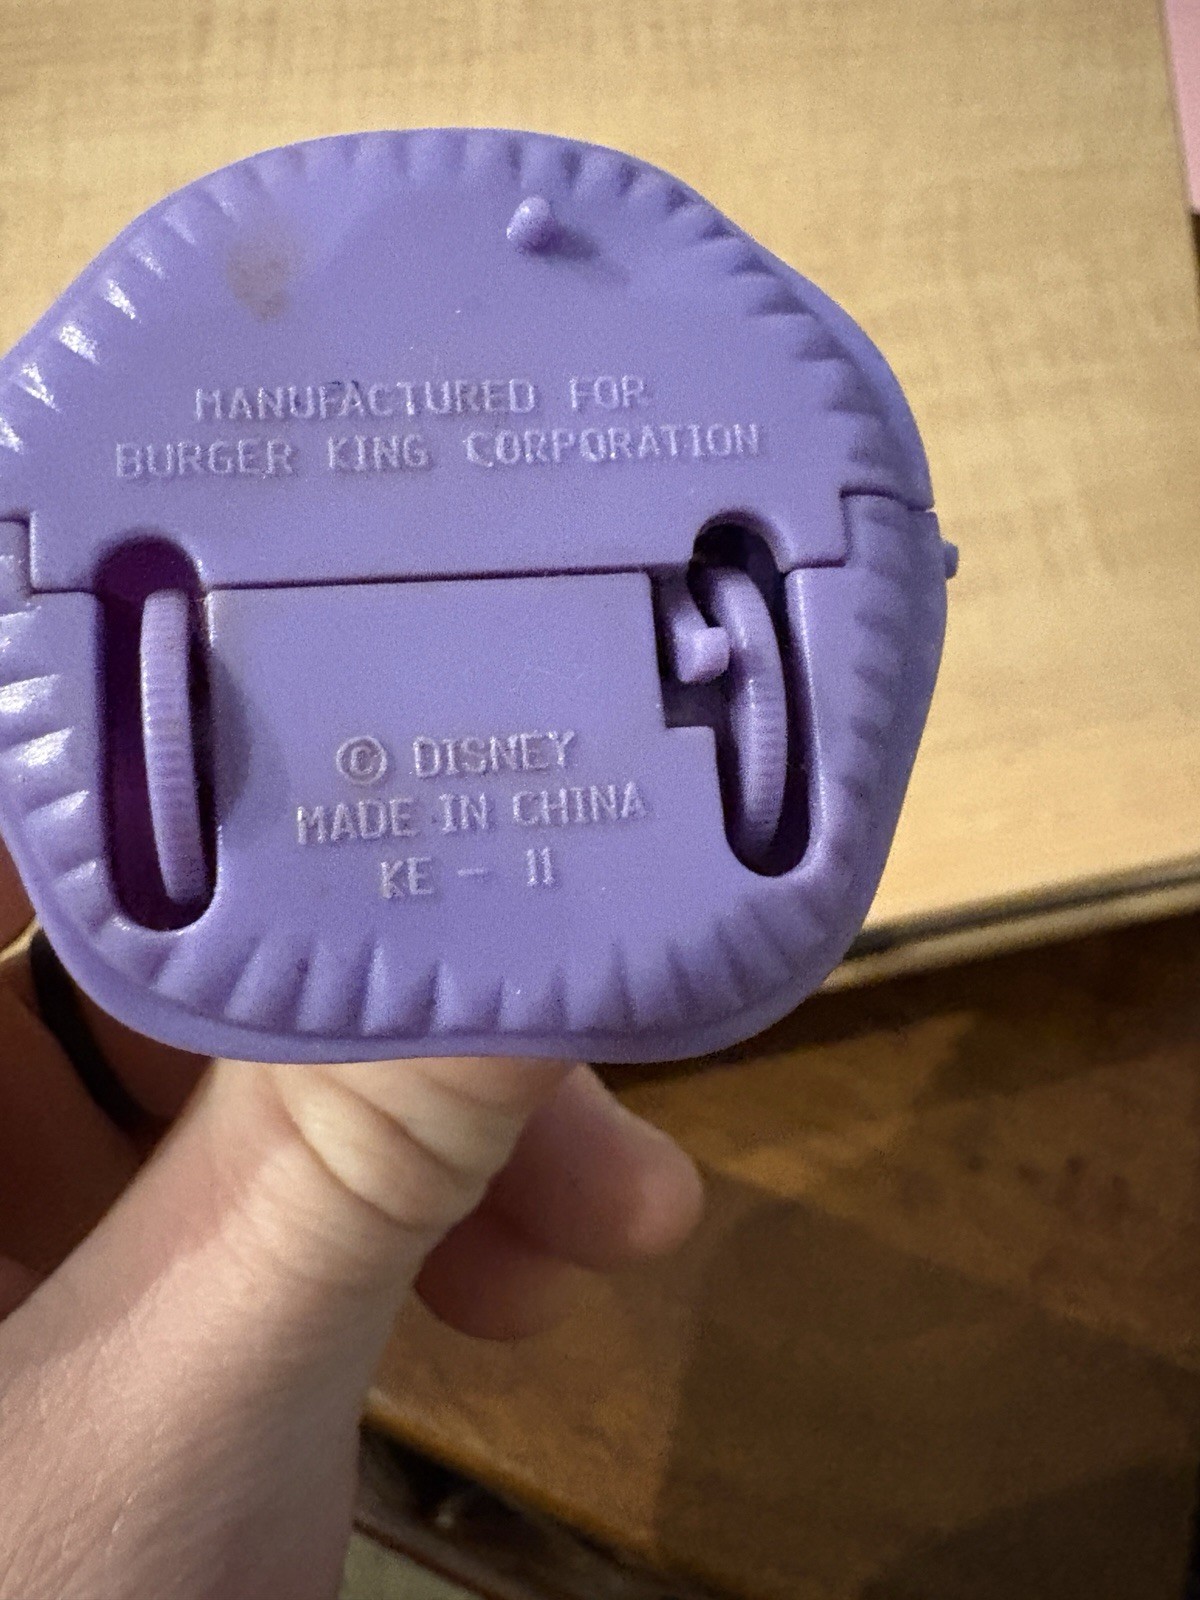 MANUFACTURED FOR
BURGER KING CORPORATION
© DISNEY
MADE IN CHINA
KE - 11